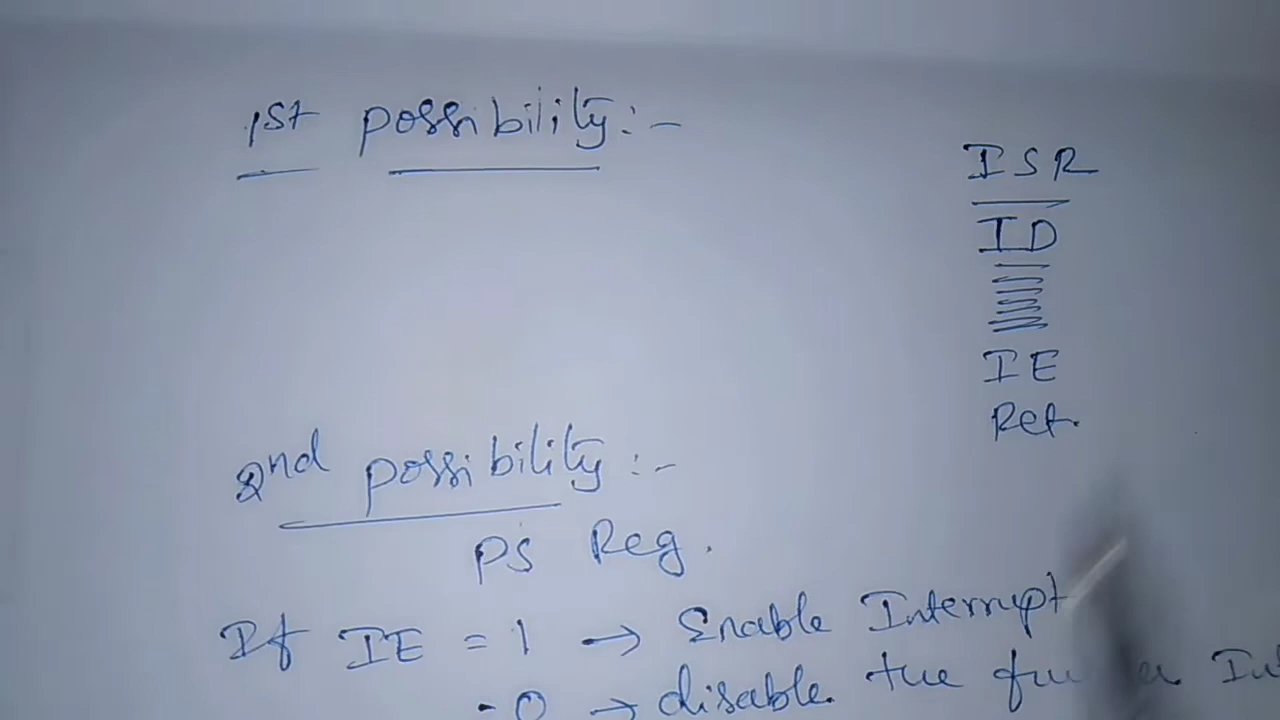 1st possibility:-
ISR
ID
IE
Ret.
2nd possibility:-
PS Reg.
If IE = 1 → Enable Interrupt
0 → disable the